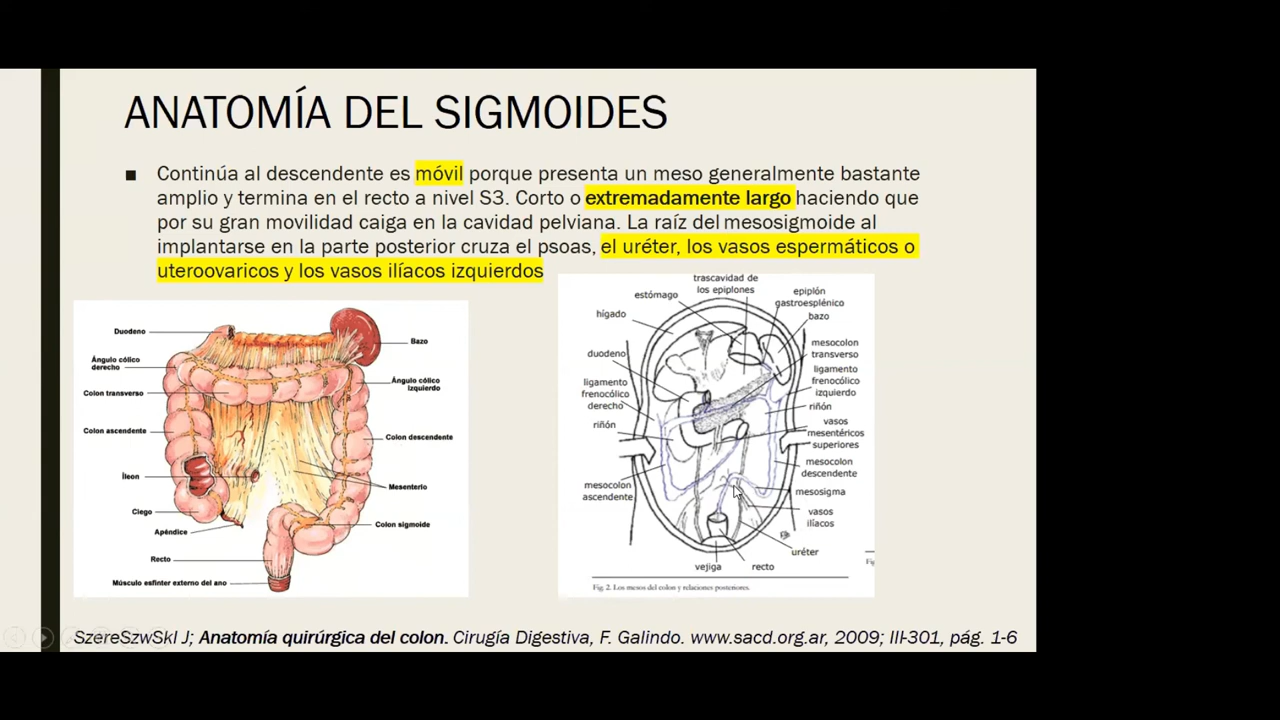 ANATOMÍA DEL SIGMOIDES
■ Continúa al descendente es móvil porque presenta un meso generalmente bastante
amplio y termina en el recto a nivel S3. Corto o extremadamente largo haciendo que
por su gran movilidad caiga en la cavidad pelviana. La raíz del mesosigmoide al
implantarse en la parte posterior cruza el psoas, el uréter, los vasos espermáticos o
uteroovaricos y los vasos ilíacos izquierdos
Duodeno
Ángulo cólico
derecho
Colon transverso
Colon ascendente
Íleon
Ciego
Apéndice
Recto
Músculo esfinter externo del ano
Bazo
Ángulo cólico
izquierdo
Colon descendente
Mesenterio
Colon sigmoide
trascavidad de
los epiplones
estómago
hígado
duodeno
ligamento
frenocólico
derecho
riñón
mesocolon
ascendente
epiplón
gastroesplénico
bazo
mesocolon
transverso
ligamento
frenocólico
izquierdo
riñón
vasos
mesentéricos
superiores
mesocolon
descendente
mesosigma
vasos
ilíacos
uréter
vejiga
recto
Fig. 2. Los mesos del colon y relaciones posteriores.
SzereSzwSkI J; Anatomía quirúrgica del colon. Cirugía Digestiva, F. Galindo. www.sacd.org.ar, 2009; III-301, pág. 1-6